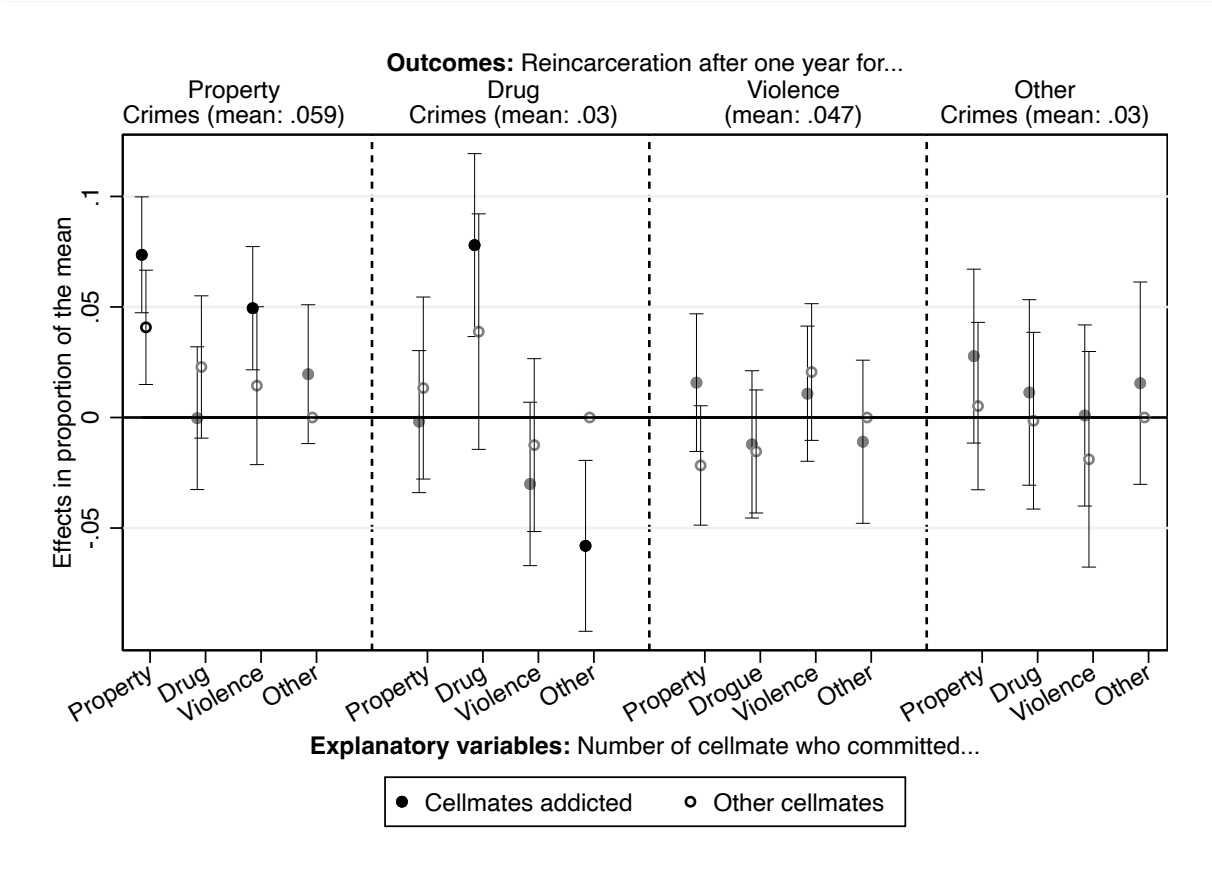 Outcomes: Reincarceration after one year for...
Property Drug Violence Other
Crimes (mean: .059) Crimes (mean: .03) (mean: .047) Crimes (mean: .03)
Effects in proportion of the mean
.1
.05
0
-.05
Property Drug Violence Other Property Drug Violence Other Property Drogue Violence Other Property Drug Violence Other
Explanatory variables: Number of cellmate who committed...
Cellmates addicted Other cellmates